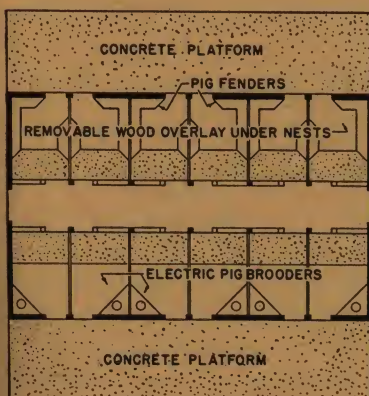 CONCRETE PLATFORM
PIG FENDERS
REMOVABLE WOOD OVERLAY UNDER NESTS
ELECTRIC PIG BROODERS
CONCRETE PLATFORM